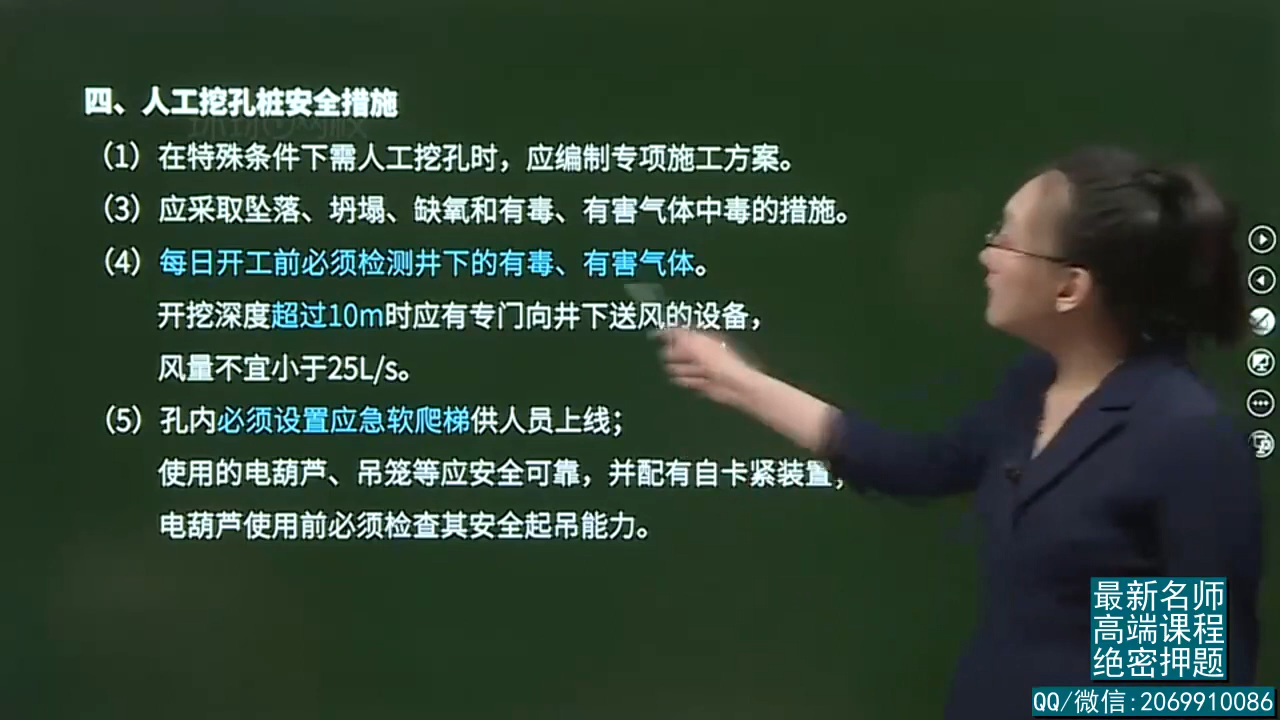 四、人工挖孔桩安全措施
（1）在特殊条件下需人工挖孔时，应编制专项施工方案。
（3）应采取坠落、坍塌、缺氧和有毒、有害气体中毒的措施。
（4）每日开工前必须检测井下的有毒、有害气体。
开挖深度超过10m时应有专门向井下送风的设备，
风量不宜小于25L/s。
（5）孔内必须设置应急软爬梯供人员上线；
使用的电葫芦、吊笼等应安全可靠，并配有自卡紧装置，
电葫芦使用前必须检查其安全起吊能力。
最新名师
高端课程
绝密押题
QQ/微信:2069910086